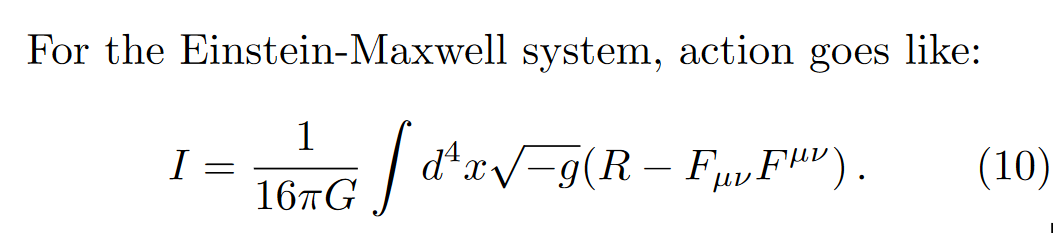 For the Einstein-Maxwell system, action goes like:
I = \frac{1}{16\pi G} \int d^4x \sqrt{-g} (R - F_{\mu\nu}F^{\mu\nu}) . (10)